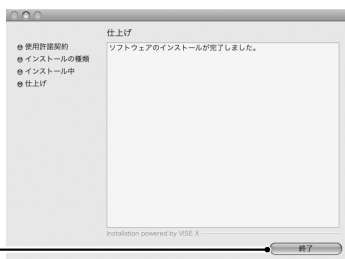 仕上げ
使用許諾契約
インストールの種類
インストール中
仕上げ
ソフトウェアのインストールが完了しました。
Installation powered by VISE X
終了